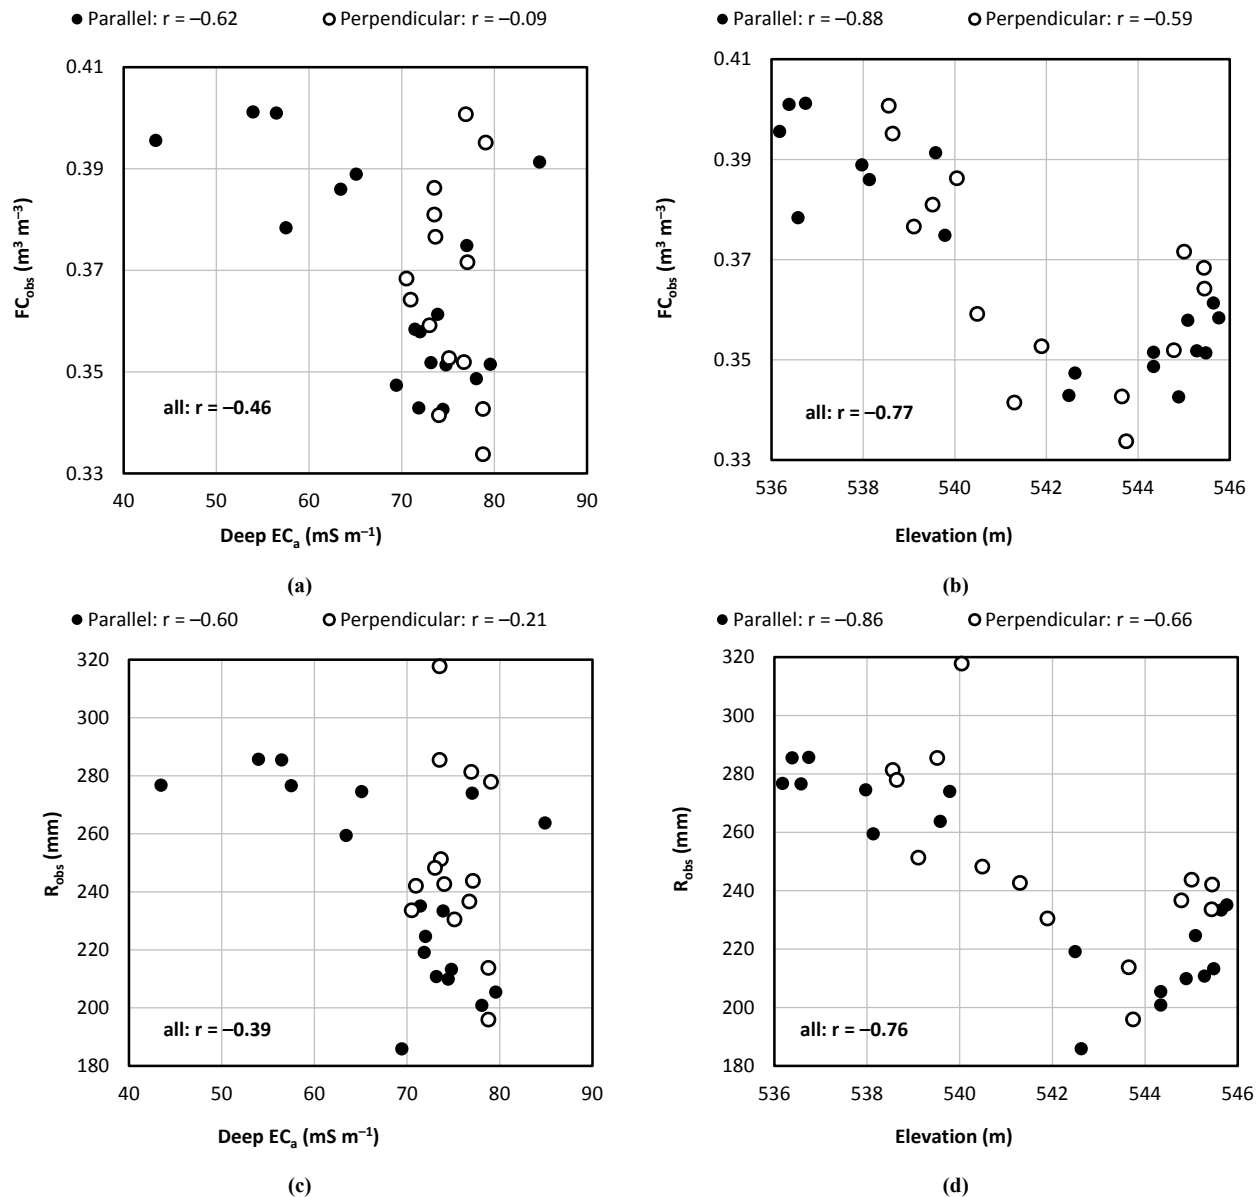 ● Parallel: r = –0.62 ○ Perpendicular: r = –0.09
0.41
0.39
0.37
0.35
0.33
FCobs (m³ m⁻³)
all: r = –0.46
40 50 60 70 80 90
Deep ECa (mS m⁻¹)
(a)
● Parallel: r = –0.88 ○ Perpendicular: r = –0.59
0.41
0.39
0.37
0.35
0.33
FCobs (m³ m⁻³)
all: r = –0.77
536 538 540 542 544 546
Elevation (m)
(b)
● Parallel: r = –0.60 ○ Perpendicular: r = –0.21
320
300
280
260
240
220
200
180
Robs (mm)
all: r = –0.39
40 50 60 70 80 90
Deep ECa (mS m⁻¹)
(c)
● Parallel: r = –0.86 ○ Perpendicular: r = –0.66
320
300
280
260
240
220
200
180
Robs (mm)
all: r = –0.76
536 538 540 542 544 546
Elevation (m)
(d)